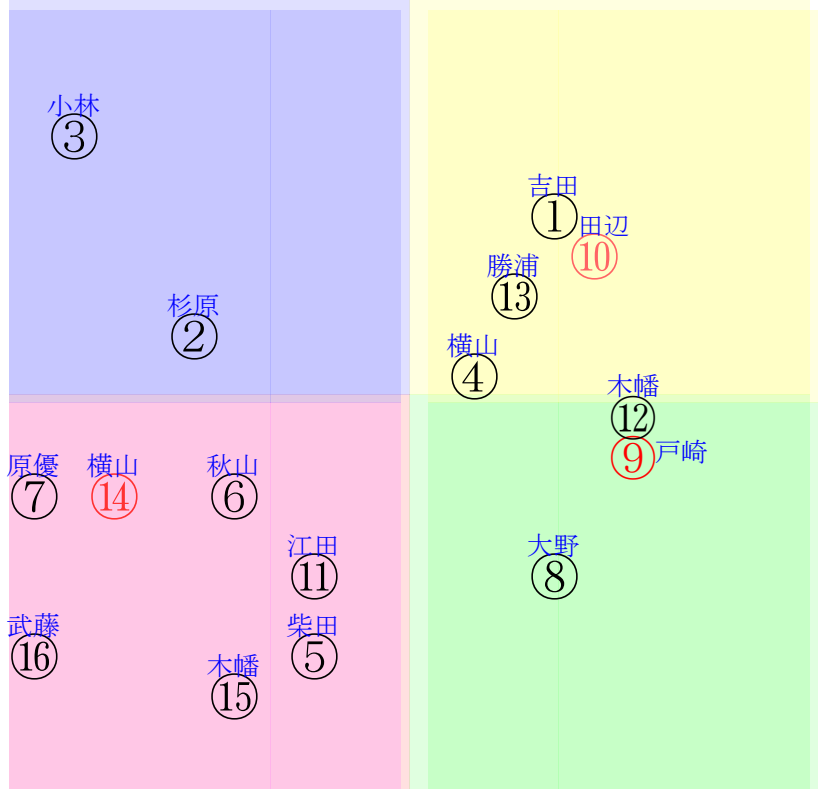 小林
③
吉田
①
田辺
⑩
勝浦
⑬
杉原
②
横山
④
木幡
⑫
戸崎
⑨
原優
⑦
横山
⑭
秋山
⑥
江田
⑪
大野
⑧
武藤
⑯
柴田
⑤
木幡
⑮